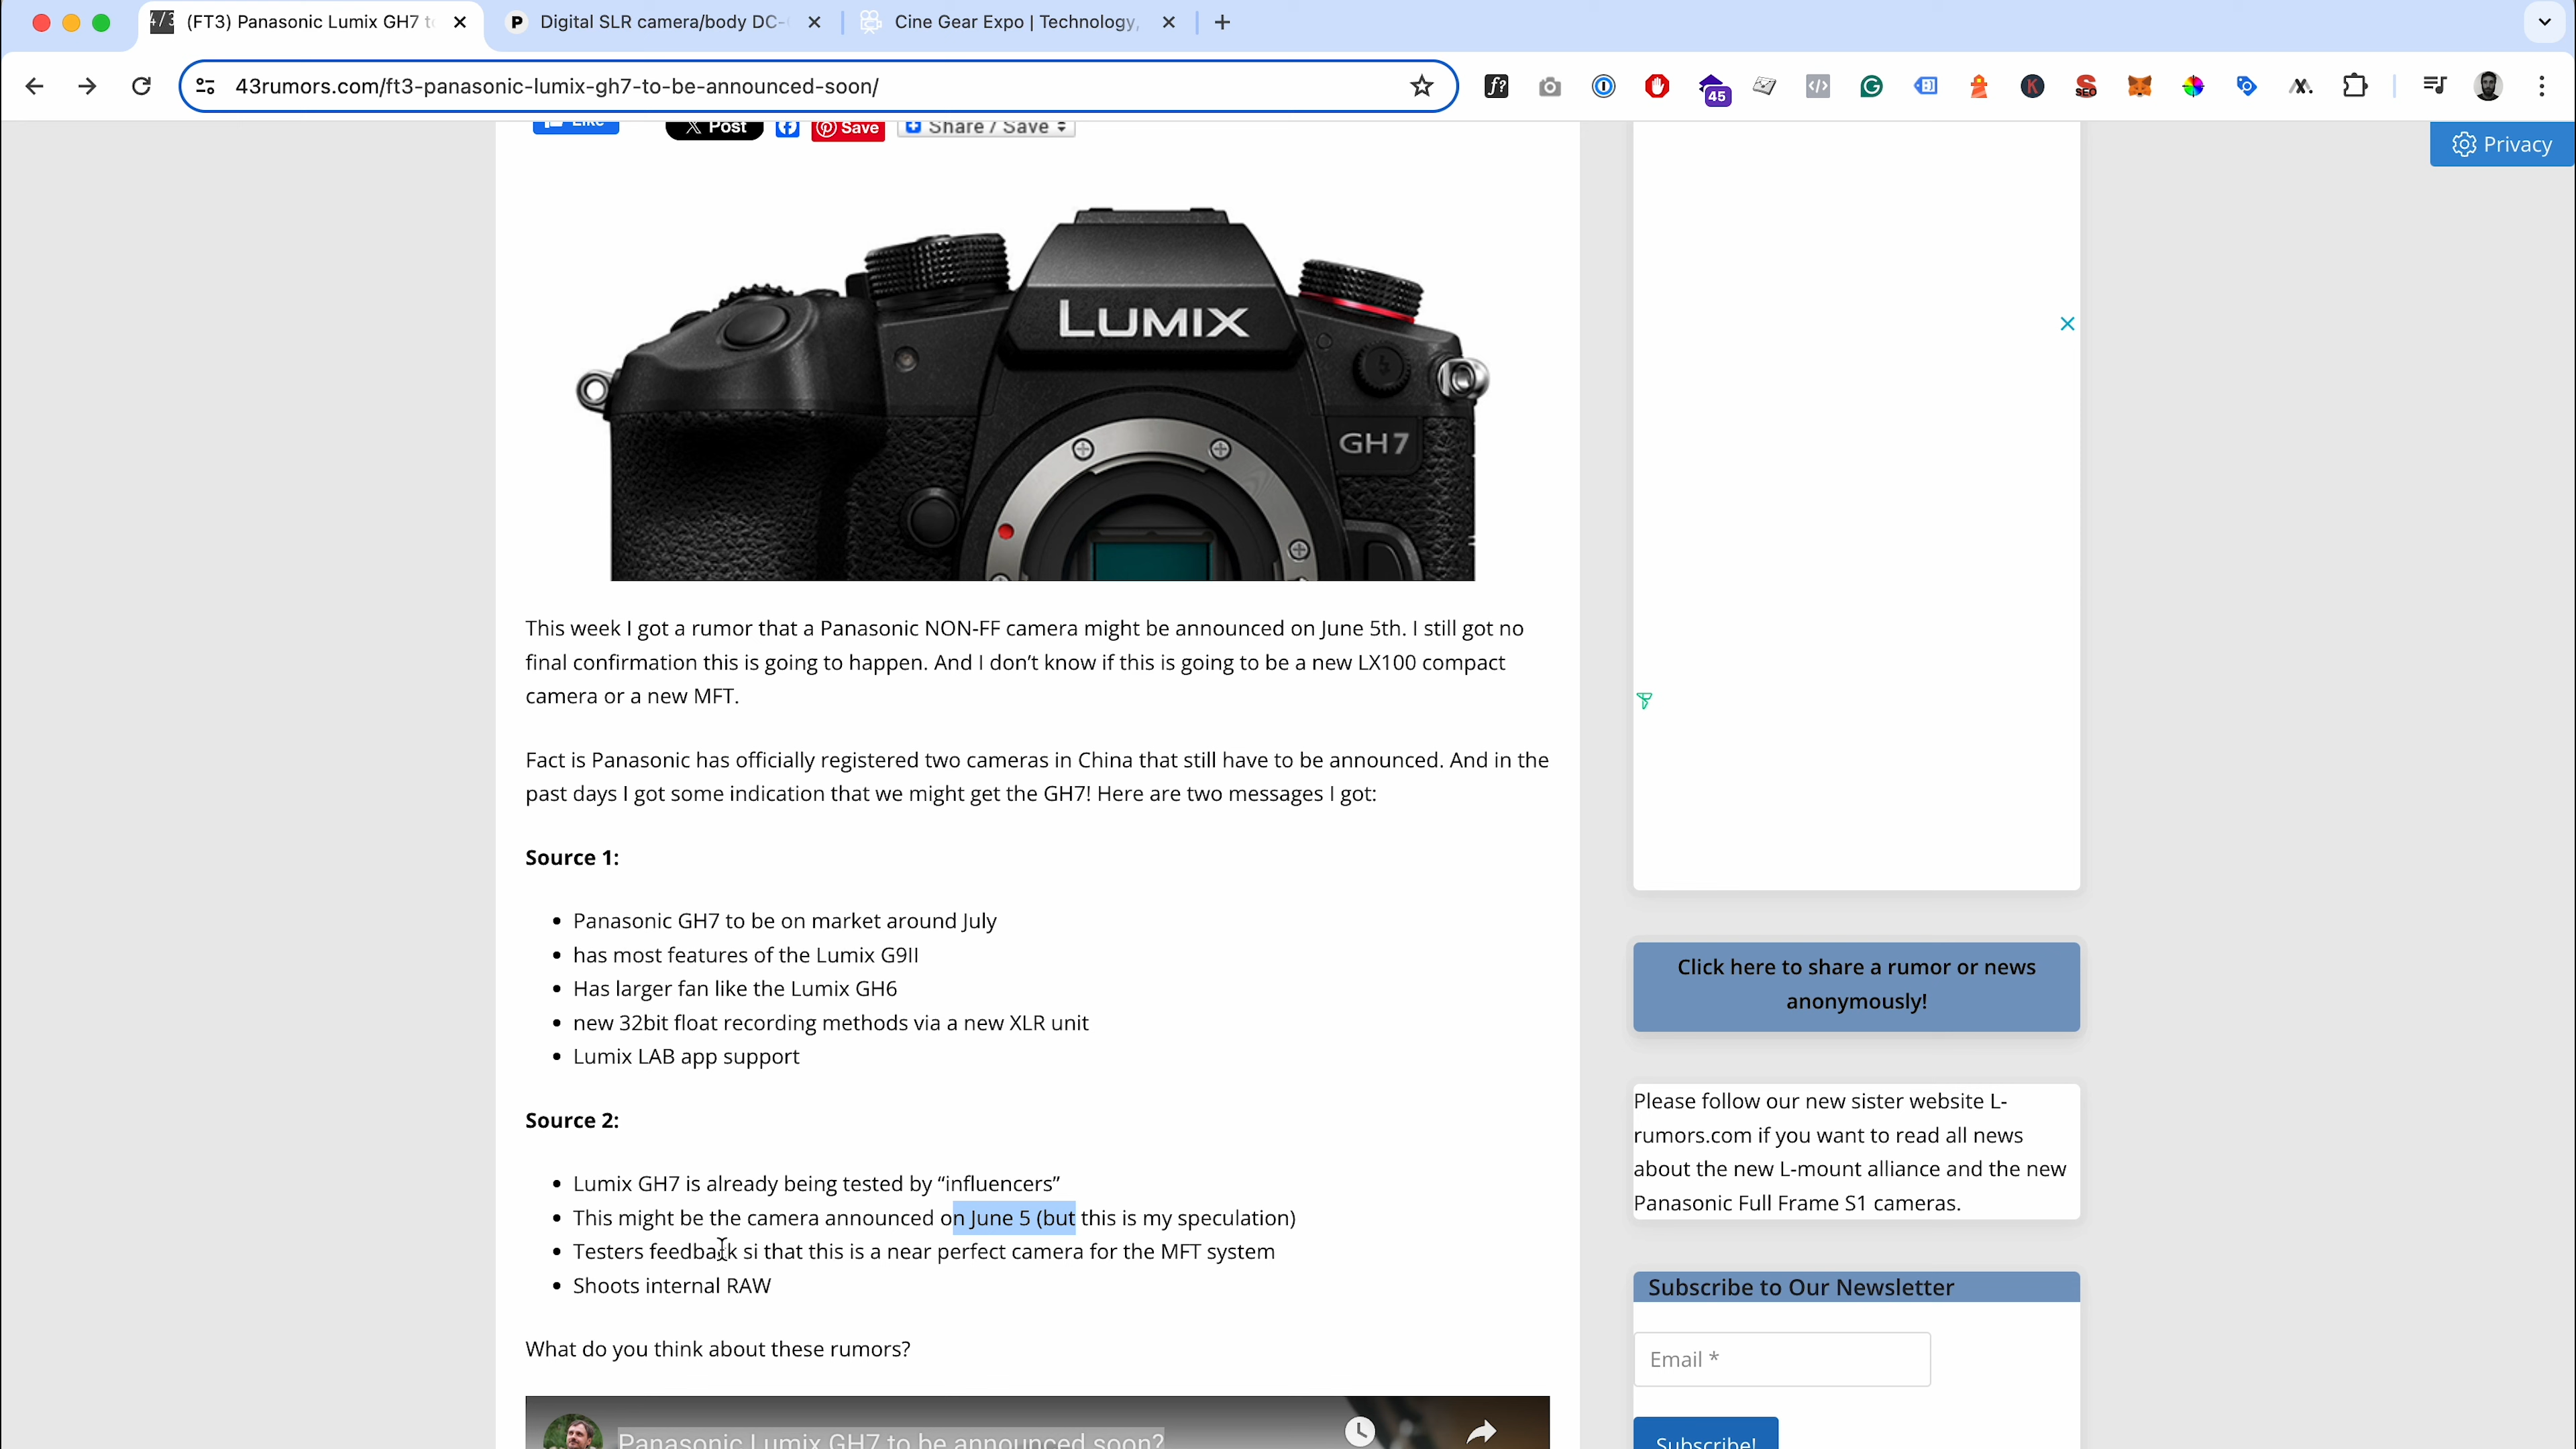 (FT3) Panasonic Lumix GH7 to
P Digital SLR camera/body DC-
Cine Gear Expo | Technology,
43rumors.com/ft3-panasonic-lumix-gh7-to-be-announced-soon/
45
SEO
Like
Post
Save
Share / Save
Privacy
LUMIX
GH7
This week I got a rumor that a Panasonic NON-FF camera might be announced on June 5th. I still got no
final confirmation this is going to happen. And I don’t know if this is going to be a new LX100 compact
camera or a new MFT.
Fact is Panasonic has officially registered two cameras in China that still have to be announced. And in the
past days I got some indication that we might get the GH7! Here are two messages I got:
Source 1:
• Panasonic GH7 to be on market around July
• has most features of the Lumix G9II
• Has larger fan like the Lumix GH6
• new 32bit float recording methods via a new XLR unit
• Lumix LAB app support
Source 2:
• Lumix GH7 is already being tested by “influencers”
• This might be the camera announced on June 5 (but this is my speculation)
• Testers feedback si that this is a near perfect camera for the MFT system
• Shoots internal RAW
What do you think about these rumors?
Panasonic Lumix GH7 to be announced soon?
Click here to share a rumor or news
anonymously!
Please follow our new sister website L-
rumors.com if you want to read all news
about the new L-mount alliance and the new
Panasonic Full Frame S1 cameras.
Subscribe to Our Newsletter
Email *
Subscribe!